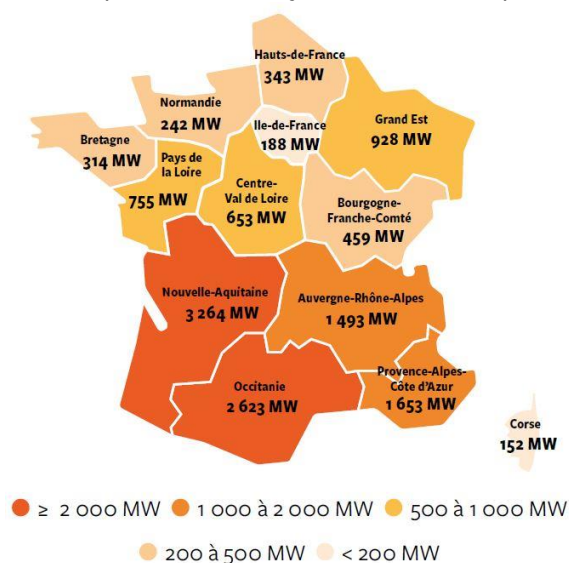 Hauts-de-France
343 MW
Normandie
242 MW
Ile-de-France
188 MW
Grand Est
928 MW
Bretagne
314 MW
Pays de
la Loire
755 MW
Centre-
Val de Loire
653 MW
Bourgogne-
Franche-Comté
459 MW
Nouvelle-Aquitaine
3 264 MW
Auvergne-Rhône-Alpes
1 493 MW
Occitanie
2 623 MW
Provence-Alpes-
Côte d'Azur
1 653 MW
Corse
152 MW
≥ 2 000 MW
1 000 à 2 000 MW
500 à 1 000 MW
200 à 500 MW
< 200 MW